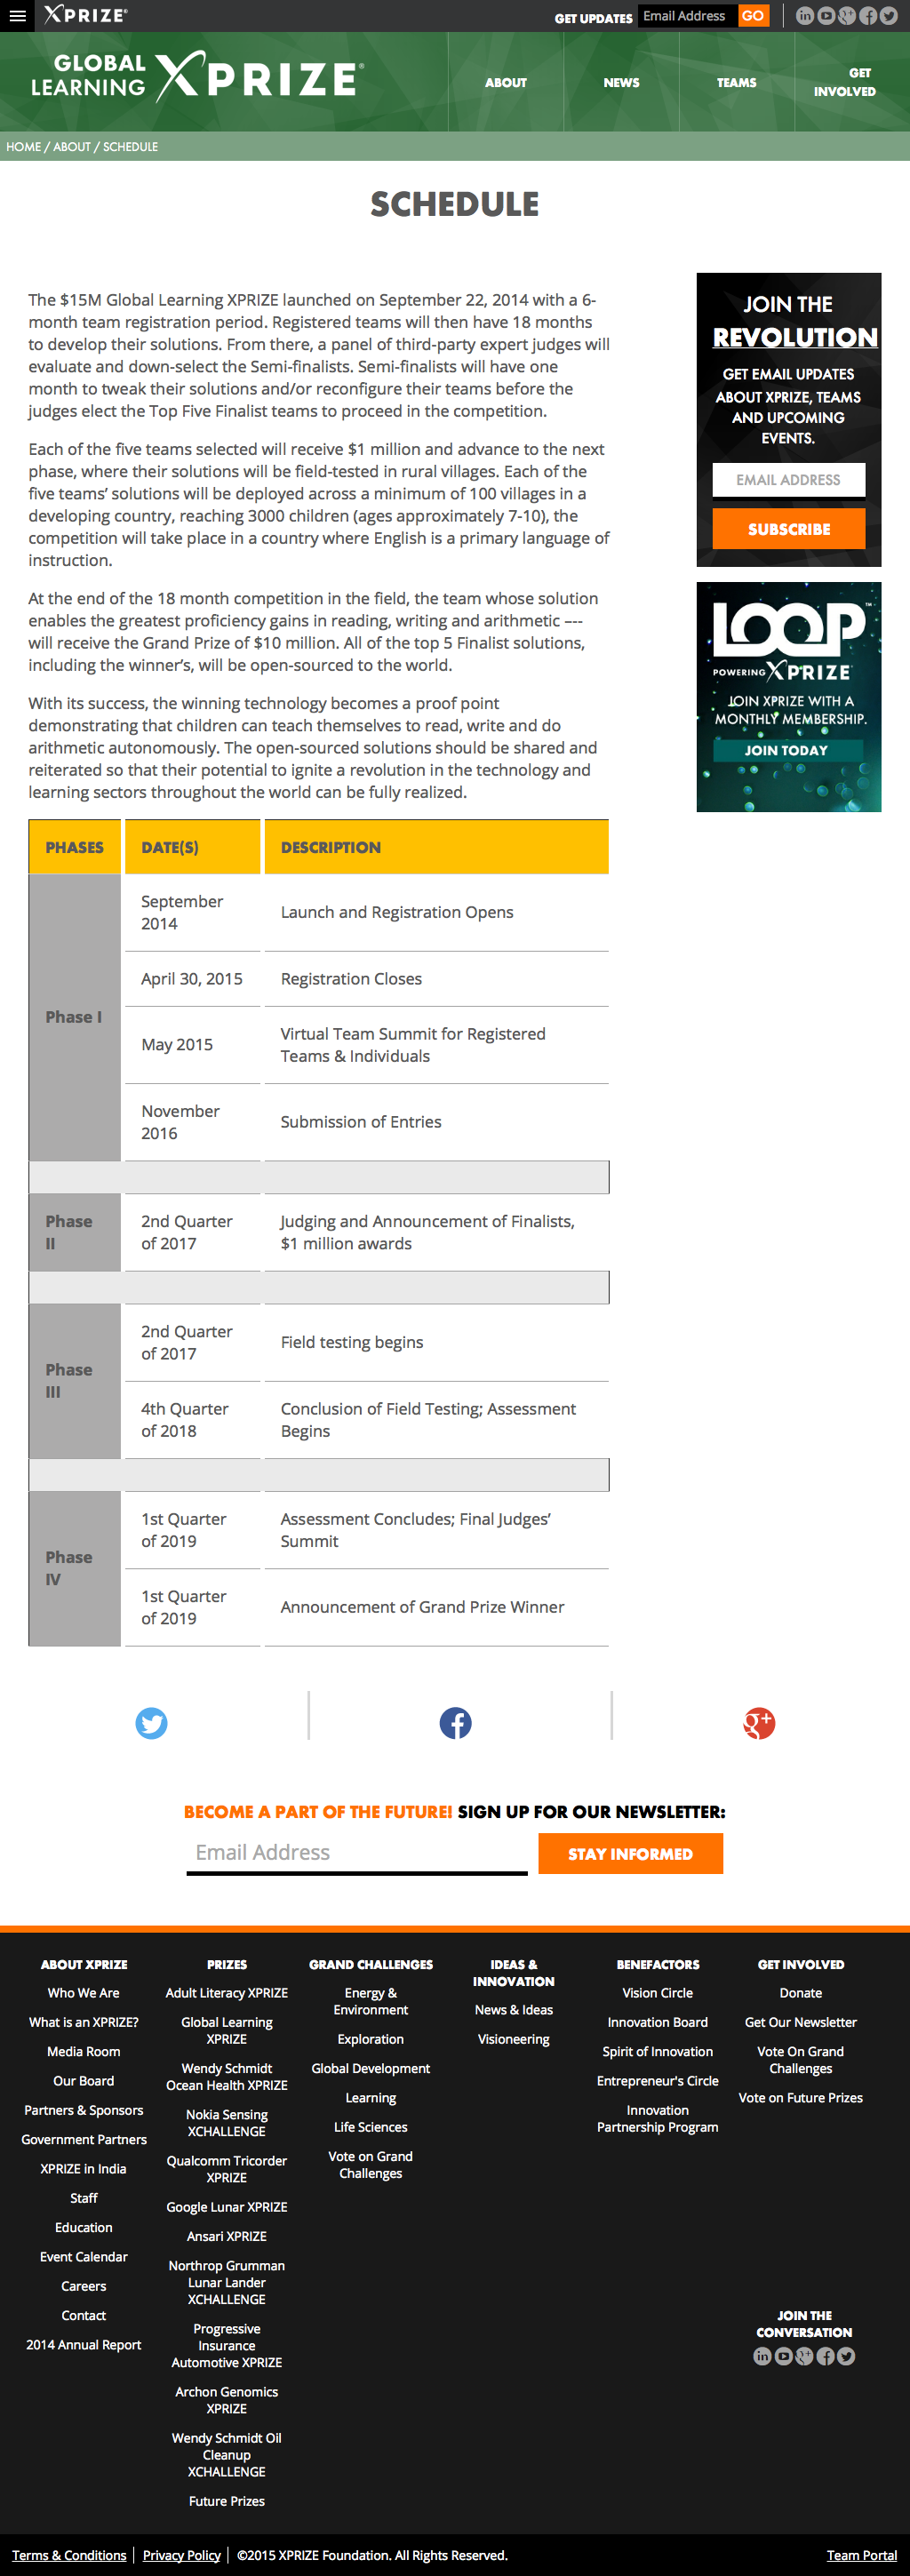 XPRIZE
GET UPDATES
Email Address
GO
GLOBAL
LEARNING
XPRIZE
ABOUT
NEWS
TEAMS
GET
INVOLVED
HOME / ABOUT / SCHEDULE
SCHEDULE
The $15M Global Learning XPRIZE launched on September 22, 2014 with a 6-
month team registration period. Registered teams will then have 18 months
to develop their solutions. From there, a panel of third-party expert judges will
evaluate and down-select the Semi-finalists. Semi-finalists will have one
month to tweak their solutions and/or reconfigure their teams before the
judges elect the Top Five Finalist teams to proceed in the competition.
Each of the five teams selected will receive $1 million and advance to the next
phase, where their solutions will be field-tested in rural villages. Each of the
five teams’ solutions will be deployed across a minimum of 100 villages in a
developing country, reaching 3000 children (ages approximately 7-10), the
competition will take place in a country where English is a primary language of
instruction.
At the end of the 18 month competition in the field, the team whose solution
enables the greatest proficiency gains in reading, writing and arithmetic –--
will receive the Grand Prize of $10 million. All of the top 5 Finalist solutions,
including the winner’s, will be open-sourced to the world.
With its success, the winning technology becomes a proof point
demonstrating that children can teach themselves to read, write and do
arithmetic autonomously. The open-sourced solutions should be shared and
reiterated so that their potential to ignite a revolution in the technology and
learning sectors throughout the world can be fully realized.
JOIN THE
REVOLUTION
GET EMAIL UPDATES
ABOUT XPRIZE, TEAMS
AND UPCOMING
EVENTS.
EMAIL ADDRESS
SUBSCRIBE
LOOP™
POWERING XPRIZE
JOIN XPRIZE WITH A
MONTHLY MEMBERSHIP.
JOIN TODAY
PHASES
DATE(S)
DESCRIPTION
Phase I
September
2014
Launch and Registration Opens
April 30, 2015
Registration Closes
May 2015
Virtual Team Summit for Registered
Teams & Individuals
November
2016
Submission of Entries
Phase
II
2nd Quarter
of 2017
Judging and Announcement of Finalists,
$1 million awards
Phase
III
2nd Quarter
of 2017
Field testing begins
4th Quarter
of 2018
Conclusion of Field Testing; Assessment
Begins
Phase
IV
1st Quarter
of 2019
Assessment Concludes; Final Judges’
Summit
1st Quarter
of 2019
Announcement of Grand Prize Winner
BECOME A PART OF THE FUTURE! SIGN UP FOR OUR NEWSLETTER:
Email Address
STAY INFORMED
ABOUT XPRIZE
Who We Are
What is an XPRIZE?
Media Room
Our Board
Partners & Sponsors
Government Partners
XPRIZE in India
Staff
Education
Event Calendar
Careers
Contact
2014 Annual Report
PRIZES
Adult Literacy XPRIZE
Global Learning
XPRIZE
Wendy Schmidt
Ocean Health XPRIZE
Nokia Sensing
XCHALLENGE
Qualcomm Tricorder
XPRIZE
Google Lunar XPRIZE
Ansari XPRIZE
Northrop Grumman
Lunar Lander
XCHALLENGE
Progressive
Insurance
Automotive XPRIZE
Archon Genomics
XPRIZE
Wendy Schmidt Oil
Cleanup
XCHALLENGE
Future Prizes
GRAND CHALLENGES
Energy &
Environment
Exploration
Global Development
Learning
Life Sciences
Vote on Grand
Challenges
IDEAS &
INNOVATION
News & Ideas
Visioneering
BENEFACTORS
Vision Circle
Innovation Board
Spirit of Innovation
Entrepreneur's Circle
Innovation
Partnership Program
GET INVOLVED
Donate
Get Our Newsletter
Vote On Grand
Challenges
Vote on Future Prizes
JOIN THE
CONVERSATION
Terms & Conditions
Privacy Policy
©2015 XPRIZE Foundation. All Rights Reserved.
Team Portal